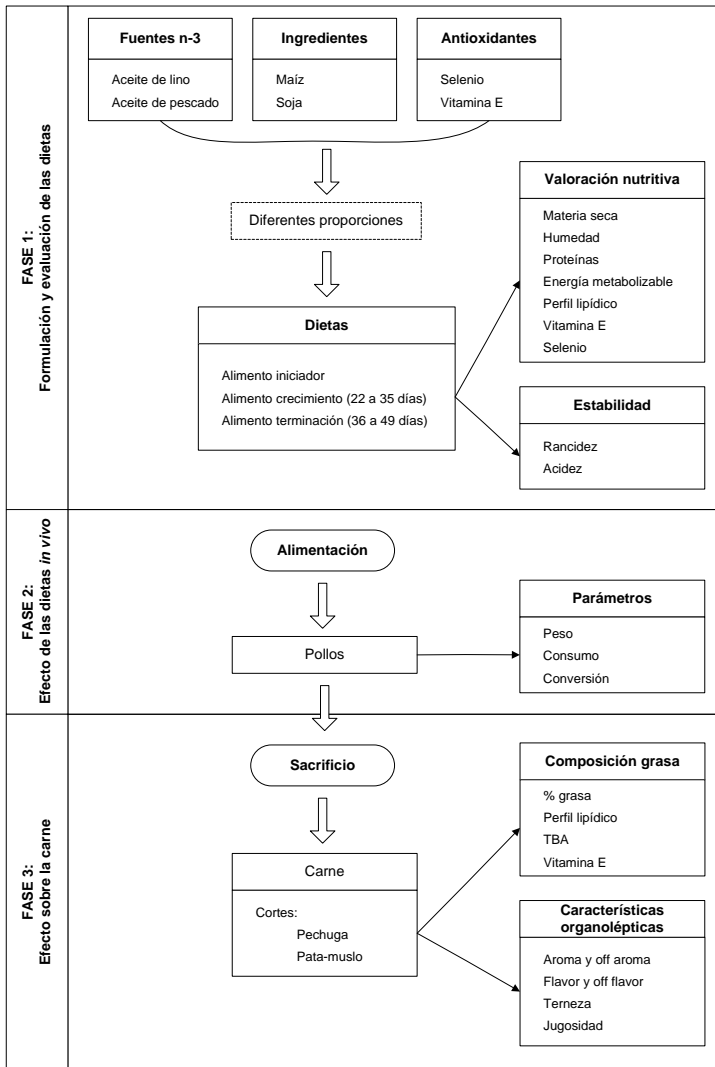 FASE 1:
Formulación y evaluación de las dietas
Fuentes n-3
Aceite de lino
Aceite de pescado
Ingredientes
Maíz
Soja
Antioxidantes
Selenio
Vitamina E
Diferentes proporciones
Dietas
Alimento iniciador
Alimento crecimiento (22 a 35 días)
Alimento terminación (36 a 49 días)
Valoración nutritiva
Materia seca
Humedad
Proteínas
Energía metabolizable
Perfil lipídico
Vitamina E
Selenio
Estabilidad
Rancidez
Acidez
FASE 2:
Efecto de las dietas in vivo
Alimentación
Pollos
Parámetros
Peso
Consumo
Conversión
FASE 3:
Efecto sobre la carne
Sacrificio
Carne
Cortes:
Pechuga
Pata-muslo
Composición grasa
% grasa
Perfil lipídico
TBA
Vitamina E
Características
organolépticas
Aroma y off aroma
Flavor y off flavor
Terneza
Jugosidad